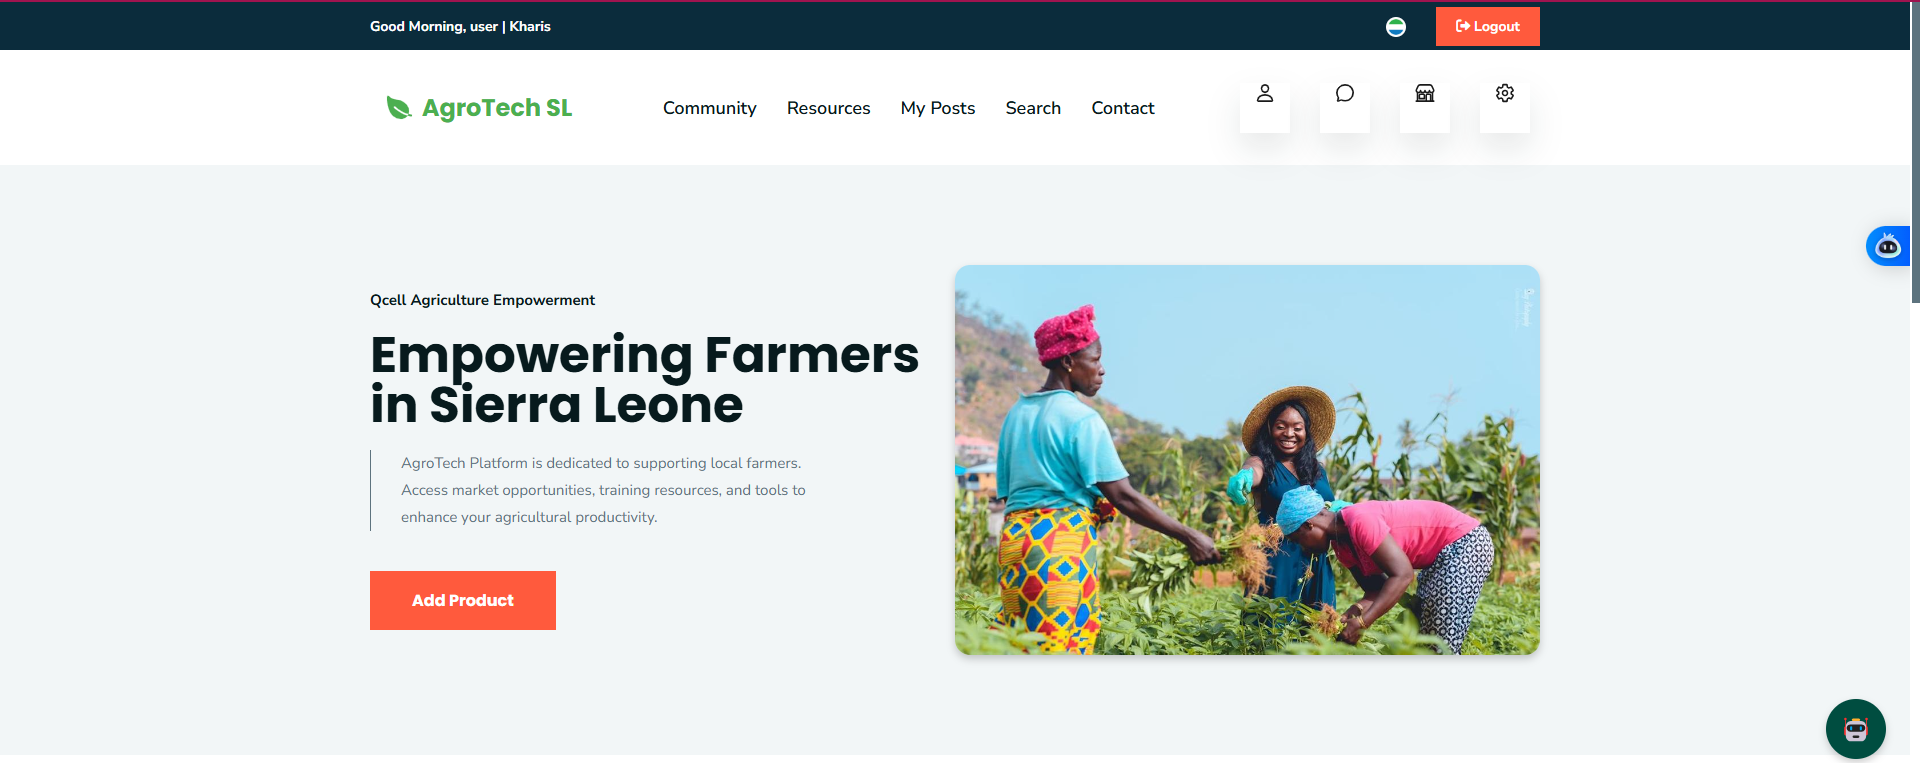 Good Morning, user | Kharis
Logout
AgroTech SL
Community
Resources
My Posts
Search
Contact
Qcell Agriculture Empowerment
Empowering Farmers
in Sierra Leone
AgroTech Platform is dedicated to supporting local farmers.
Access market opportunities, training resources, and tools to
enhance your agricultural productivity.
Add Product